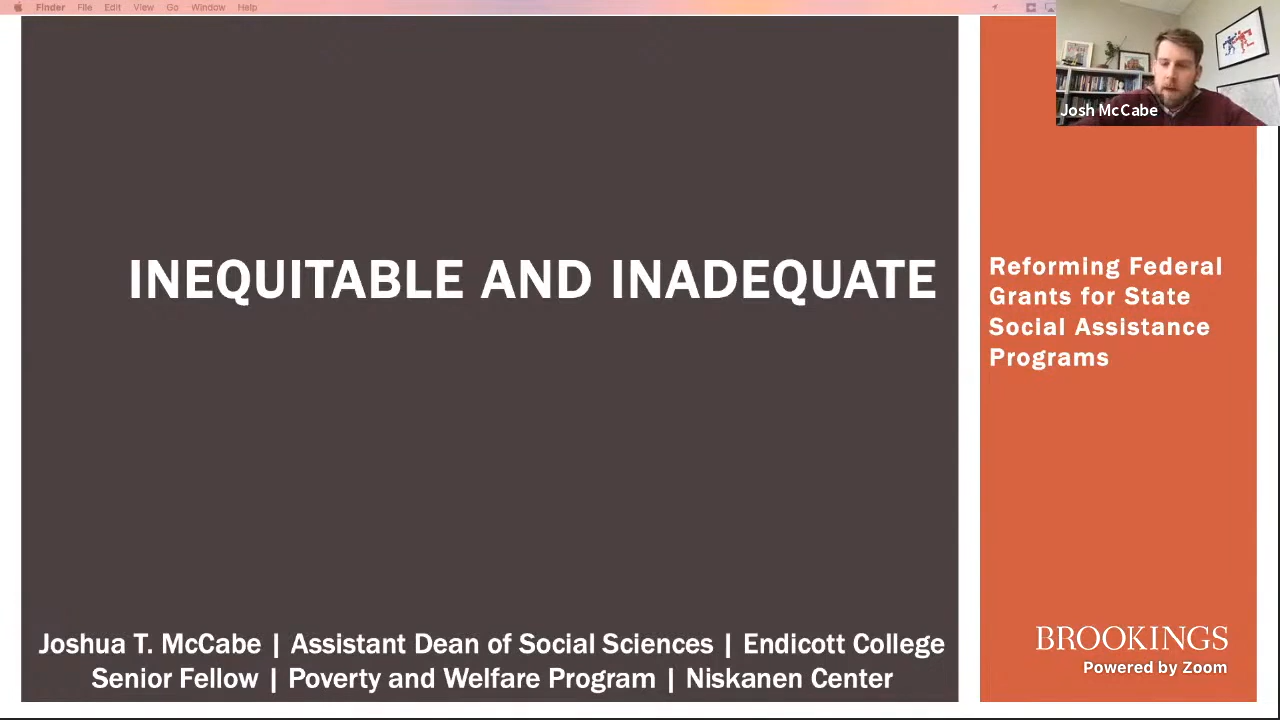 Finder File Edit View Go Window Help
Josh McCabe
INEQUITABLE AND INADEQUATE
Reforming Federal
Grants for State
Social Assistance
Programs
Joshua T. McCabe | Assistant Dean of Social Sciences | Endicott College
Senior Fellow | Poverty and Welfare Program | Niskanen Center
BROOKINGS
Powered by Zoom